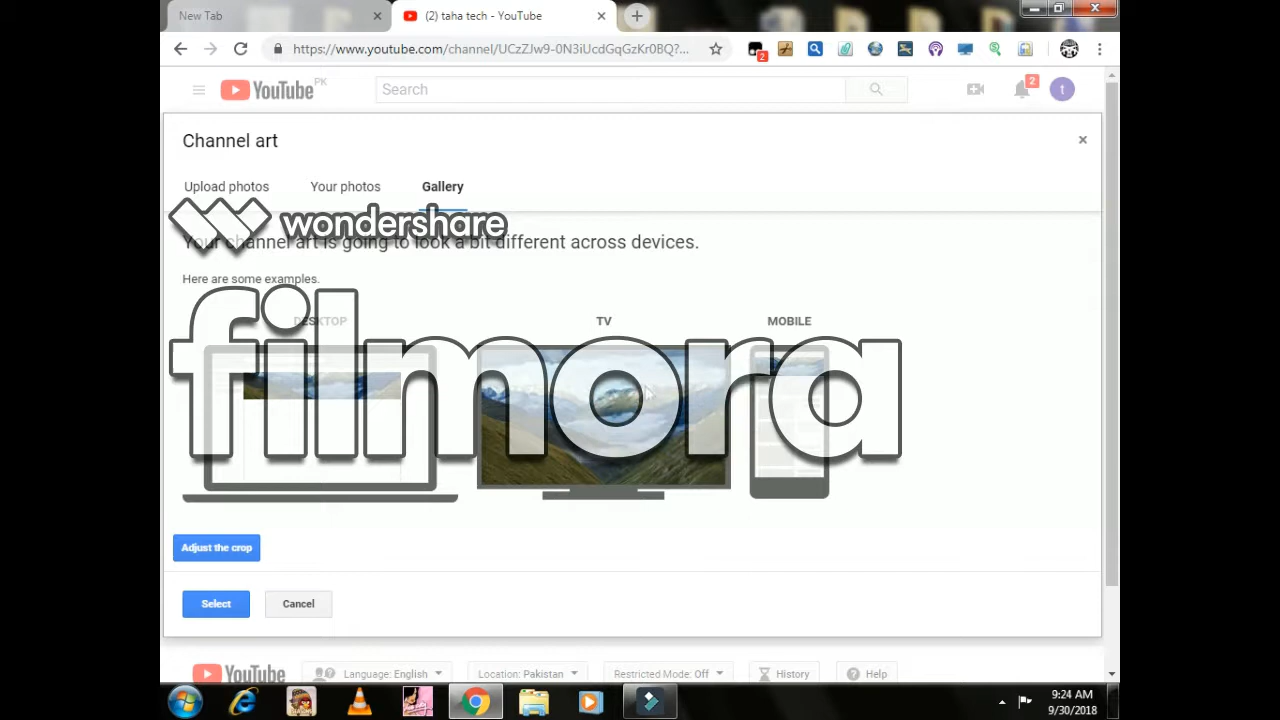 New Tab
(2) taha tech - YouTube
https://www.youtube.com/channel/UCzZJw9-0N3iUcdGqGzKr0BQ?...
2
YouTube PK
Search
2
t
Channel art
Upload photos
Your photos
Gallery
wondershare
Your channel art is going to look a bit different across devices.
Here are some examples.
filmora
DESKTOP
TV
MOBILE
Adjust the crop
Select
Cancel
YouTube
Language: English
Location: Pakistan
Restricted Mode: Off
History
Help
9:24 AM
9/30/2018